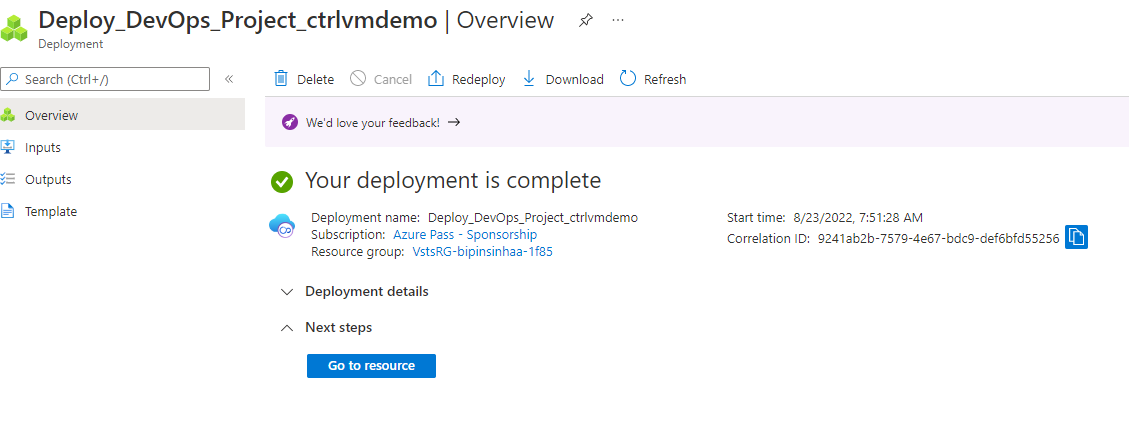 Deploy_DevOps_Project_ctrlvmdemo | Overview ...
Deployment
Search (Ctrl+/) «
Delete Cancel Redeploy Download Refresh
Overview
Inputs
Outputs
Template
We'd love your feedback! →
Your deployment is complete
Deployment name: Deploy_DevOps_Project_ctrlvmdemo
Subscription: Azure Pass - Sponsorship
Resource group: VstsRG-bipinsinhaa-1f85
Start time: 8/23/2022, 7:51:28 AM
Correlation ID: 9241ab2b-7579-4e67-bdc9-def6bfd55256
Deployment details
Next steps
Go to resource